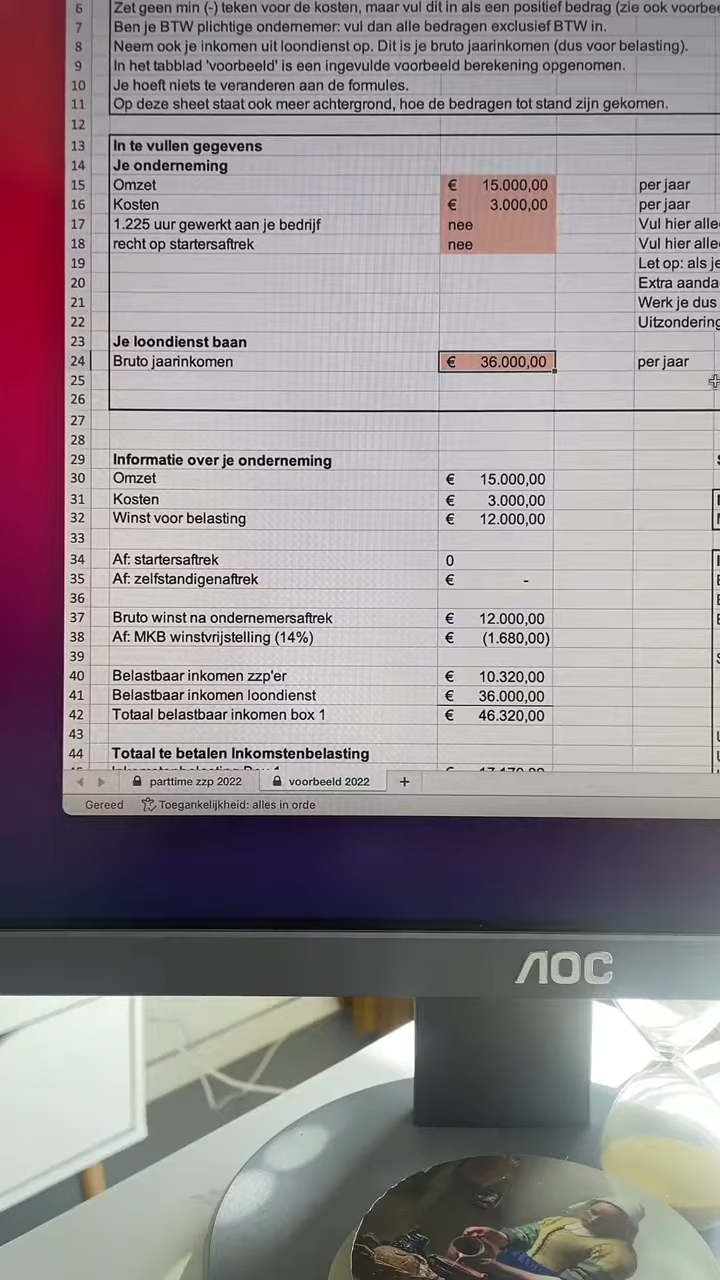 6 Zet geen min (-) teken voor de kosten, maar vul dit in als een positief bedrag (zie ook
7 Ben je BTW plichtige ondernemer: vul dan alle bedragen exclusief BTW in.
8 Neem ook je inkomen uit loondienst op. Dit is je bruto jaarinkomen (dus voor belasting).
9 In het tabblad 'voorbeeld' is een ingevulde voorbeeld berekening opgenomen.
10 Je hoeft niets te veranderen aan de formules.
11 Op deze sheet staat ook meer achtergrond, hoe de bedragen tot stand zijn gekomen.
12
13 In te vullen gegevens
14 Je onderneming
15 Omzet € 15.000,00 per jaar
16 Kosten € 3.000,00 per jaar
17 1.225 uur gewerkt aan je bedrijf nee Vul hier alle
18 recht op startersaftrek nee Vul hier alle
19 Let op: als je
20 Extra aanda
21 Werk je dus
22 Uitzondering
23 Je loondienst baan
24 Bruto jaarinkomen € 36.000,00 per jaar
25
26
27
28
29 Informatie over je onderneming
30 Omzet € 15.000,00
31 Kosten € 3.000,00
32 Winst voor belasting € 12.000,00
33
34 Af: startersaftrek 0
35 Af: zelfstandigenaftrek € -
36
37 Bruto winst na ondernemersaftrek € 12.000,00
38 Af: MKB winstvrijstelling (14%) € (1.680,00)
39
40 Belastbaar inkomen zzp'er € 10.320,00
41 Belastbaar inkomen loondienst € 36.000,00
42 Totaal belastbaar inkomen box 1 € 46.320,00
43
44 Totaal te betalen Inkomstenbelasting
parttime zzp 2022 voorbeeld 2022 +
Gereed Toegankelijkheid: alles in orde
AOC